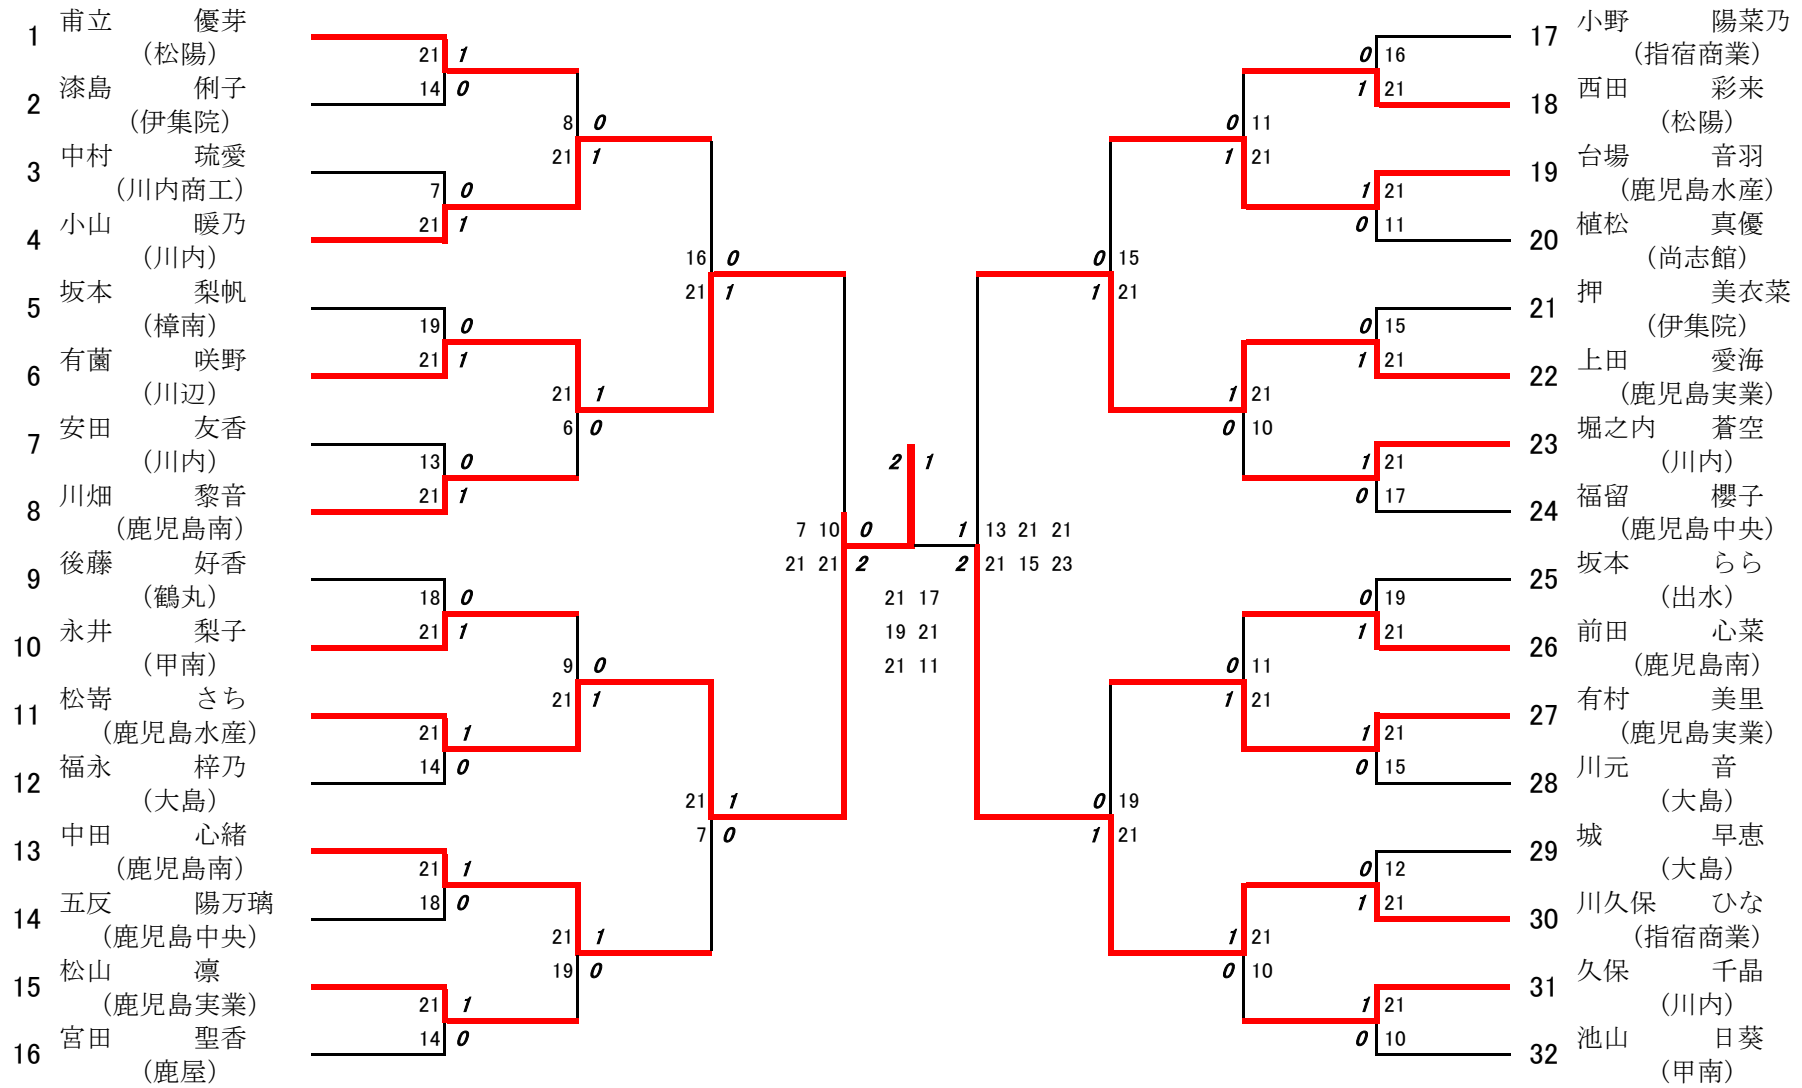 1 甫立 優芽
(松陽)
2 漆島 俐子
(伊集院)
3 中村 琉愛
(川内商工)
4 小山 暖乃
(川内)
5 坂本 梨帆
(樟南)
6 有薗 咲野
(川辺)
7 安田 友香
(川内)
8 川畑 黎音
(鹿児島南)
9 後藤 好香
(鶴丸)
10 永井 梨子
(甲南)
11 松嵜 さち
(鹿児島水産)
12 福永 梓乃
(大島)
13 中田 心緒
(鹿児島南)
14 五反 陽万璃
(鹿児島中央)
15 松山 凛
(鹿児島実業)
16 宮田 聖香
(鹿屋)
21 1
14 0
7 0
21 1
19 0
21 1
13 0
21 1
18 0
21 1
21 1
14 0
21 1
18 0
21 1
14 0
8 0
21 1
21 1
6 0
9 0
21 1
21 1
19 0
16 0
21 1
21 1
7 0
7 10 0
21 21 2
2 1
21 17
19 21
21 11
1 13 21 21
2 21 15 23
0 15
1 21
0 19
1 21
0 11
1 21
1 21
0 10
0 11
1 21
1 21
0 10
0 16
1 21
1 21
0 11
0 15
1 21
1 21
0 17
0 19
1 21
1 21
0 15
0 12
1 21
1 21
0 10
17 小野 陽菜乃
(指宿商業)
18 西田 彩来
(松陽)
19 台場 音羽
(鹿児島水産)
20 植松 真優
(尚志館)
21 押 美衣菜
(伊集院)
22 上田 愛海
(鹿児島実業)
23 堀之内 蒼空
(川内)
24 福留 櫻子
(鹿児島中央)
25 坂本 らら
(出水)
26 前田 心菜
(鹿児島南)
27 有村 美里
(鹿児島実業)
28 川元 音
(大島)
29 城 早恵
(大島)
30 川久保 ひな
(指宿商業)
31 久保 千晶
(川内)
32 池山 日葵
(甲南)